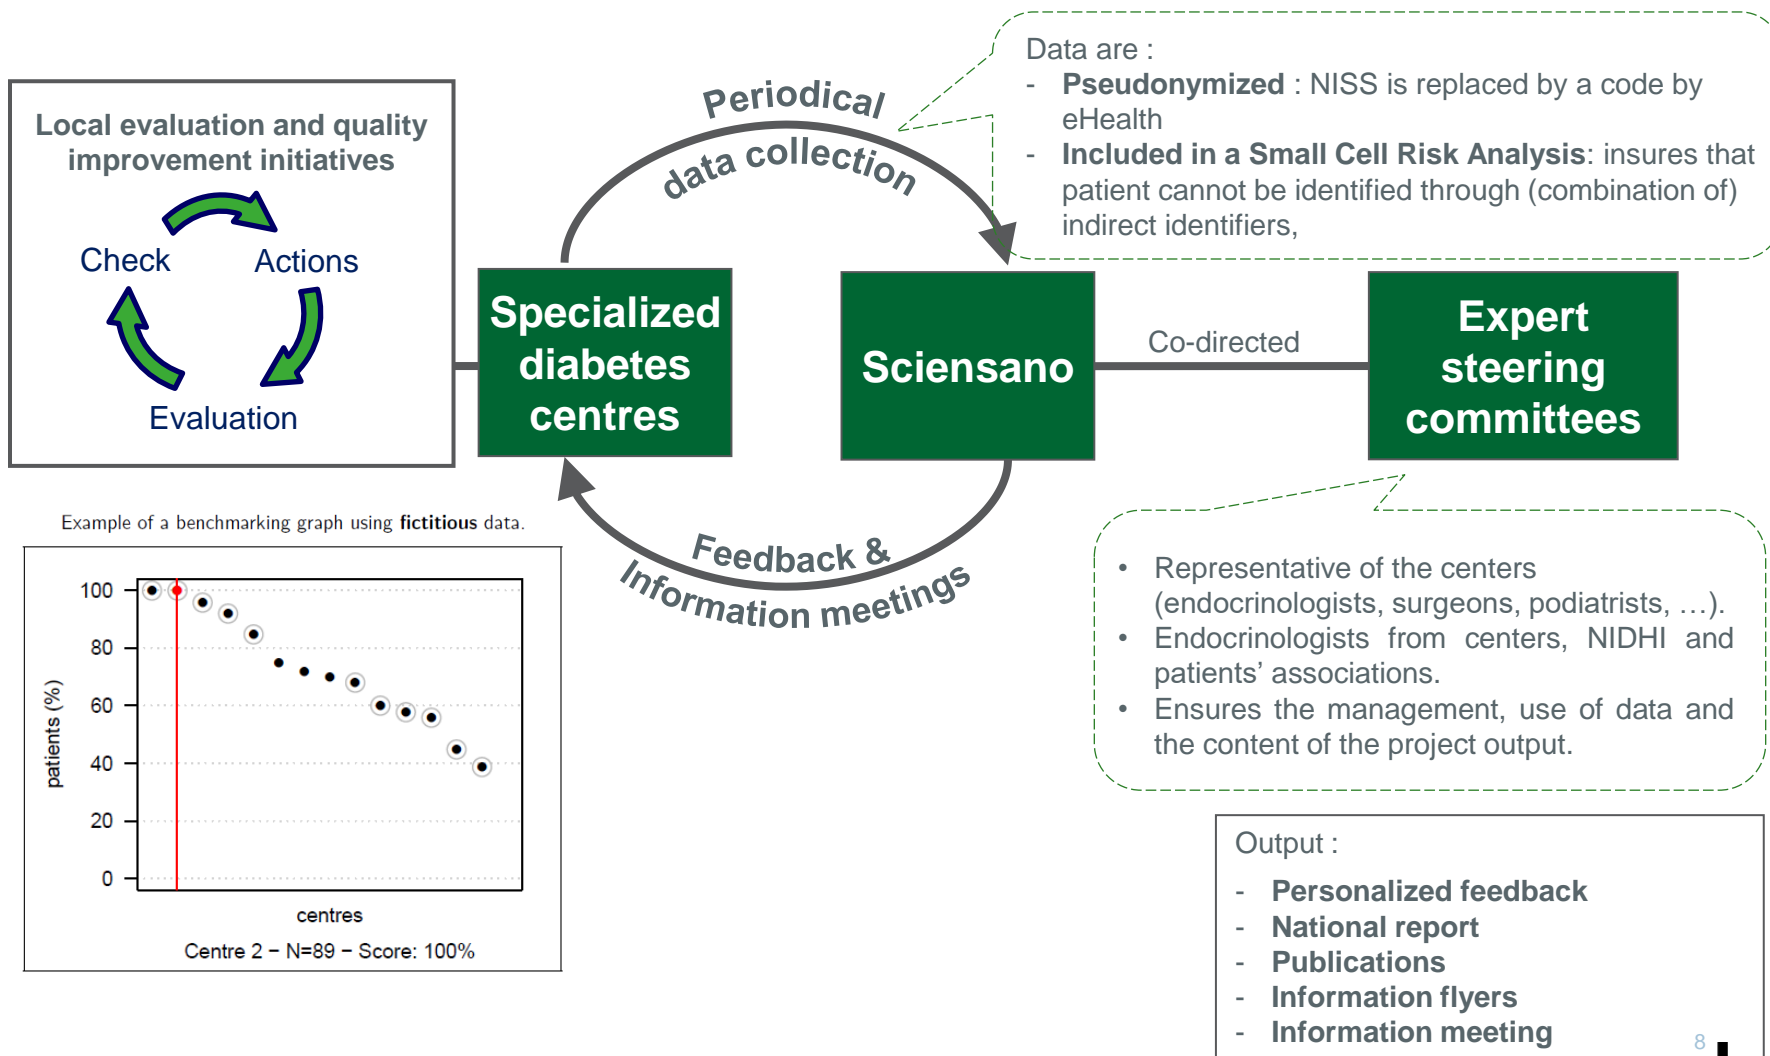 Data are :
- Pseudonymized : NISS is replaced by a code by
eHealth
- Included in a Small Cell Risk Analysis: insures that
patient cannot be identified through (combination of)
indirect identifiers,
Periodical
data collection
Local evaluation and quality
improvement initiatives
Check
Actions
Evaluation
Specialized
diabetes
centres
Sciensano
Co-directed
Expert
steering
committees
Feedback &
Information meetings
Example of a benchmarking graph using fictitious data.
100
80
60
40
20
0
patients (%)
centres
Centre 2 − N=89 − Score: 100%
• Representative of the centers
(endocrinologists, surgeons, podiatrists, …).
• Endocrinologists from centers, NIDHI and
patients’ associations.
• Ensures the management, use of data and
the content of the project output.
Output :
- Personalized feedback
- National report
- Publications
- Information flyers
- Information meeting
8